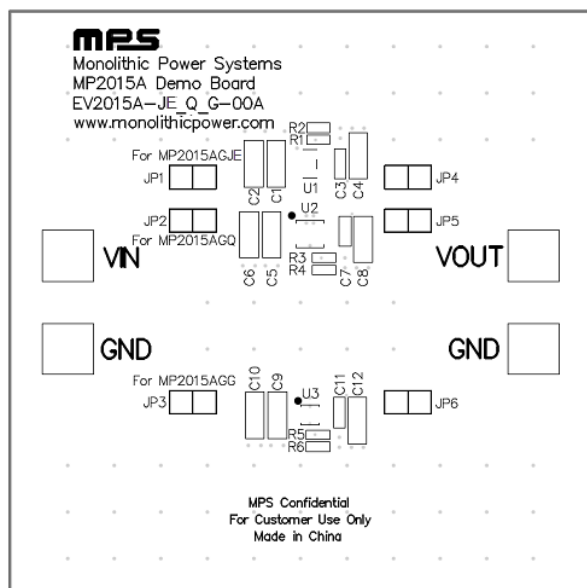 MPS
Monolithic Power Systems
MP2015A Demo Board
EV2015A-JE_Q_G-00A
www.monolithicpower.com
R2
R1
For MP2015AGJE
JP1
C2
C1
U1
C3
C4
JP4
JP2
U2
JP5
For MP2015AGQ
VIN
R3
R4
C6
C5
C7
C8
VOUT
GND
GND
For MP2015AGG
JP3
C10
C9
U3
C11
C12
JP6
R5
R6
MPS Confidential
For Customer Use Only
Made in China